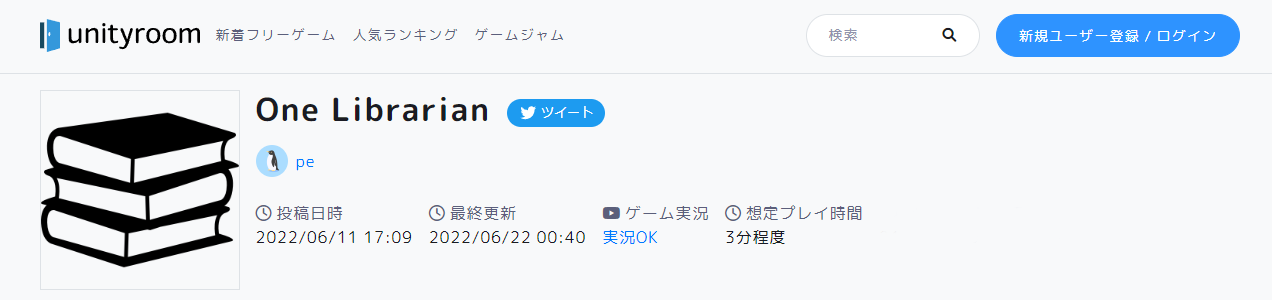 unityroom 新着フリーゲーム 人気ランキング ゲームジャム 検索 新規ユーザー登録 / ログイン
One Librarian ツイート
pe
投稿日時 最終更新 ゲーム実況 想定プレイ時間
2022/06/11 17:09 2022/06/22 00:40 実況OK 3分程度